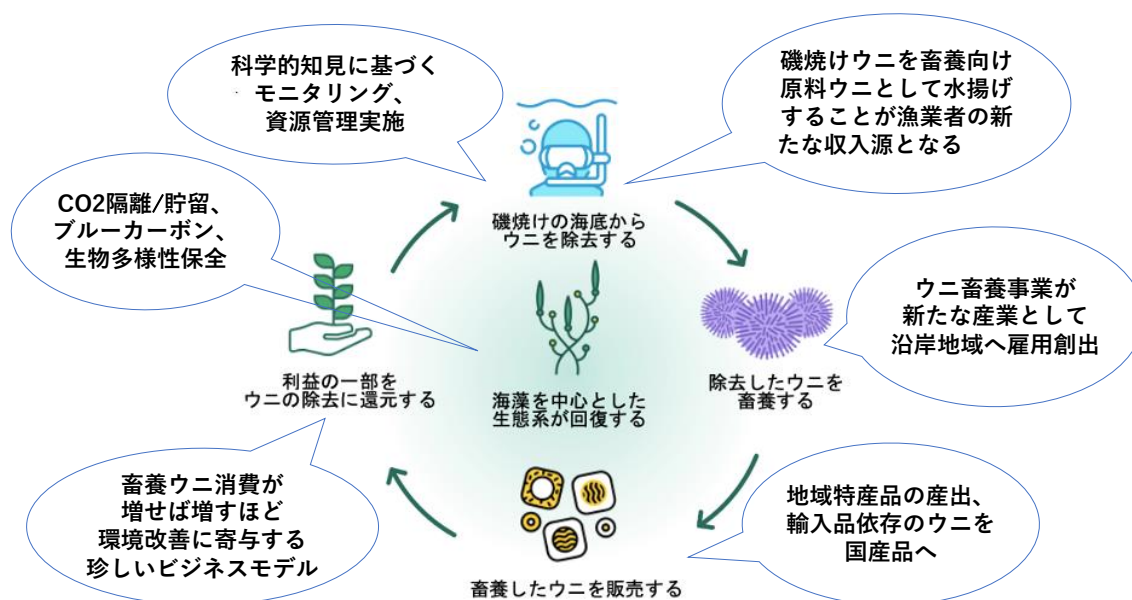 科学的知見に基づく
モニタリング、
資源管理実施
磯焼けウニを畜養向け
原料ウニとして水揚げ
することが漁業者の新
たな収入源となる
CO2隔離/貯留、
ブルーカーボン、
生物多様性保全
磯焼けの海底から
ウニを除去する
ウニ畜養事業が
新たな産業として
沿岸地域へ雇用創出
利益の一部を
ウニの除去に還元する
海藻を中心とした
生態系が回復する
除去したウニを
畜養する
畜養ウニ消費が
増せば増すほど
環境改善に寄与する
珍しいビジネスモデル
地域特産品の産出、
輸入品依存のウニを
国産品へ
畜養したウニを販売する